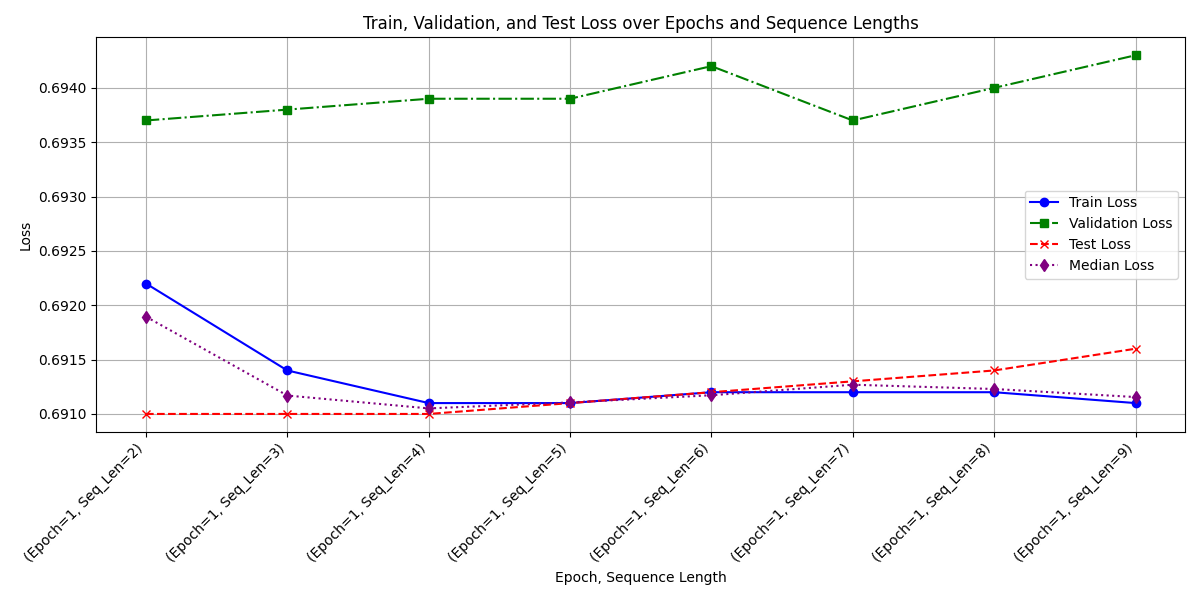 Train, Validation, and Test Loss over Epochs and Sequence Lengths
Loss
0.6940
0.6935
0.6930
0.6925
0.6920
0.6915
0.6910
Train Loss
Validation Loss
Test Loss
Median Loss
(Epoch=1, Seq_Len=2)
(Epoch=1, Seq_Len=3)
(Epoch=1, Seq_Len=4)
(Epoch=1, Seq_Len=5)
(Epoch=1, Seq_Len=6)
(Epoch=1, Seq_Len=7)
(Epoch=1, Seq_Len=8)
(Epoch=1, Seq_Len=9)
Epoch, Sequence Length